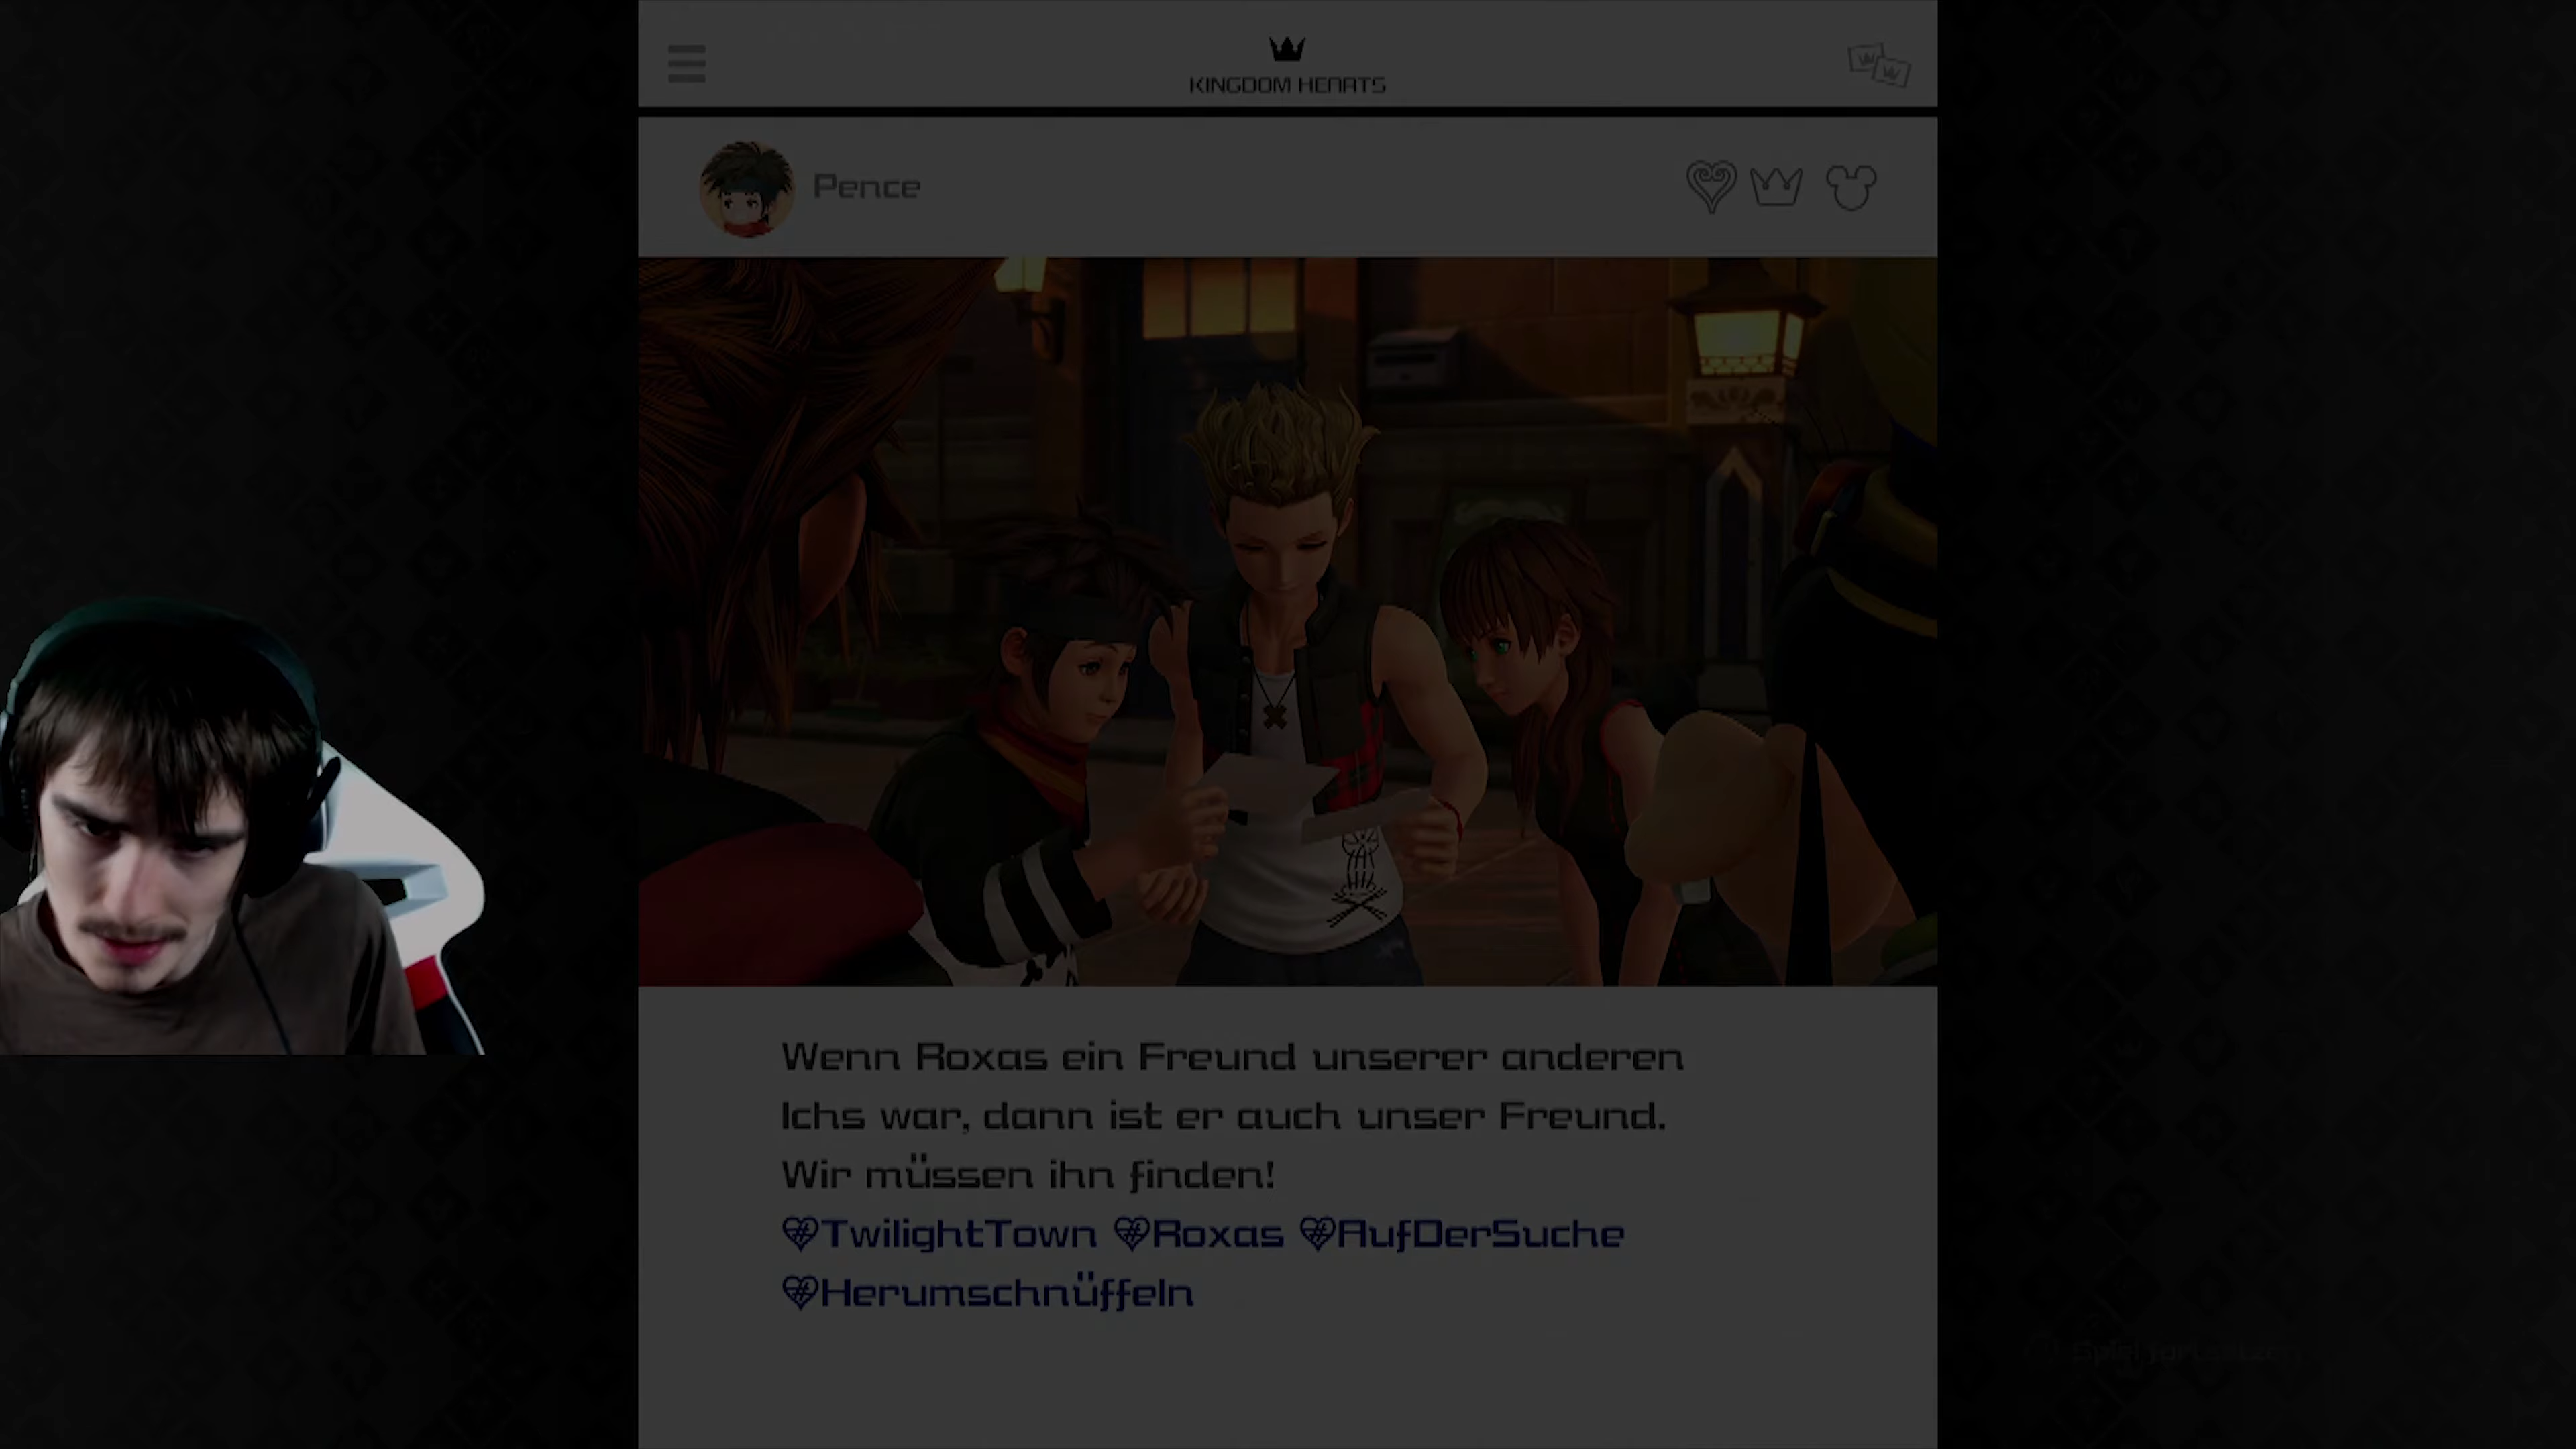 KINGDOM HEARTS
Pence
Wenn Roxas ein Freund unserer anderen
Ichs war, dann ist er auch unser Freund.
Wir müssen ihn finden!
#TwilightTown #Roxas #AufDerSuche
#Herumschnüffeln